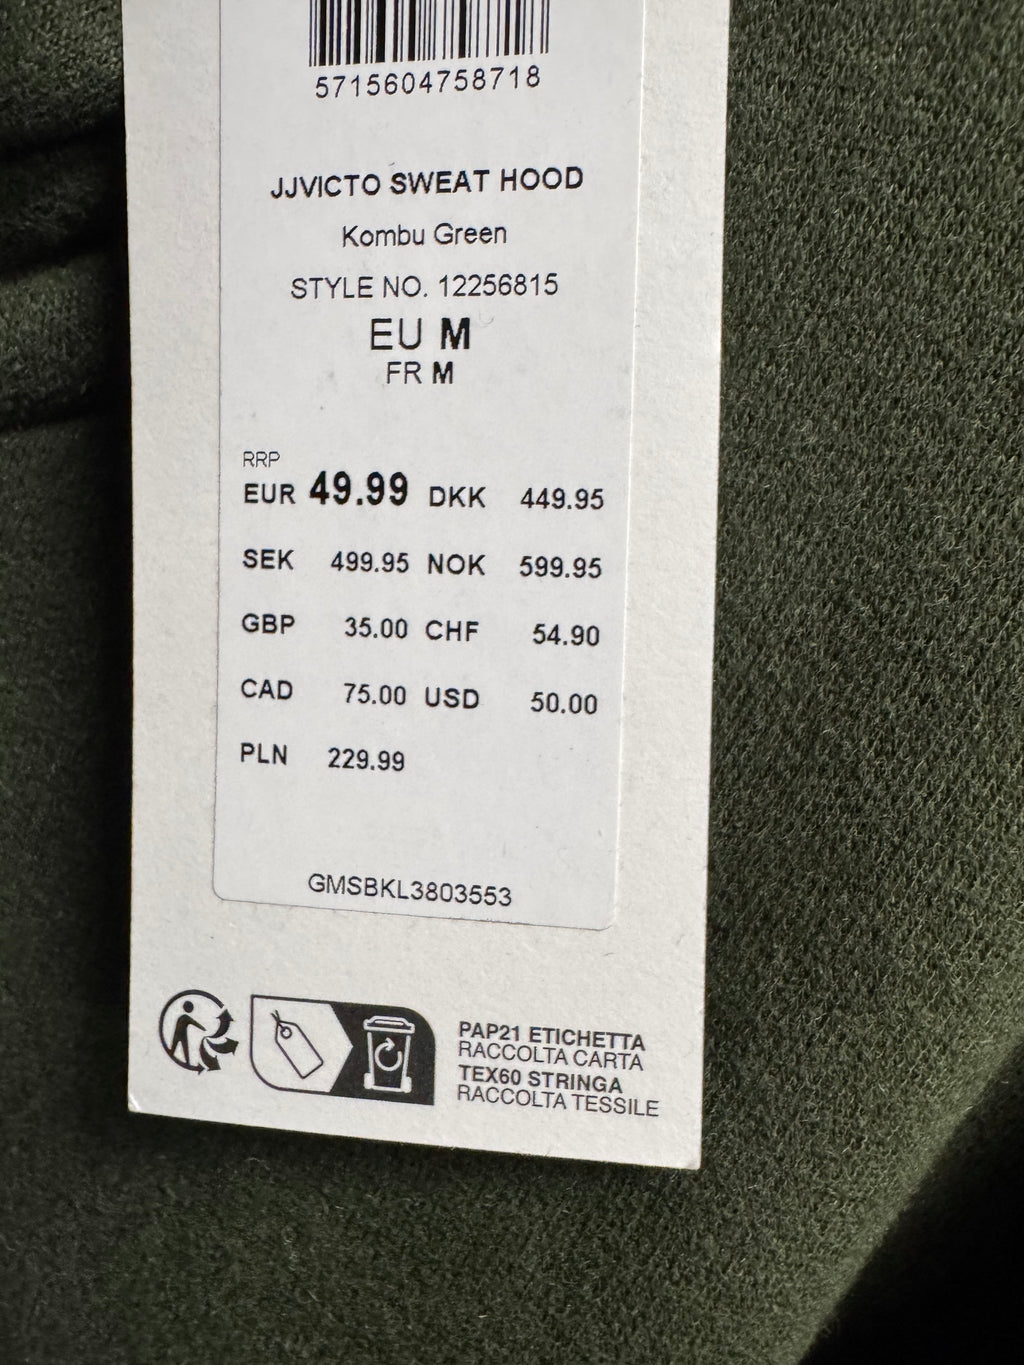 5715604758718
JJVICTO SWEAT HOOD
Kombu Green
STYLE NO. 12256815
EU M
FR M
RRP
EUR 49.99 DKK 449.95
SEK 499.95 NOK 599.95
GBP 35.00 CHF 54.90
CAD 75.00 USD 50.00
PLN 229.99
GMSBKL3803553
PAP21 ETICHETTA
RACCOLTA CARTA
TEX60 STRINGA
RACCOLTA TESSILE